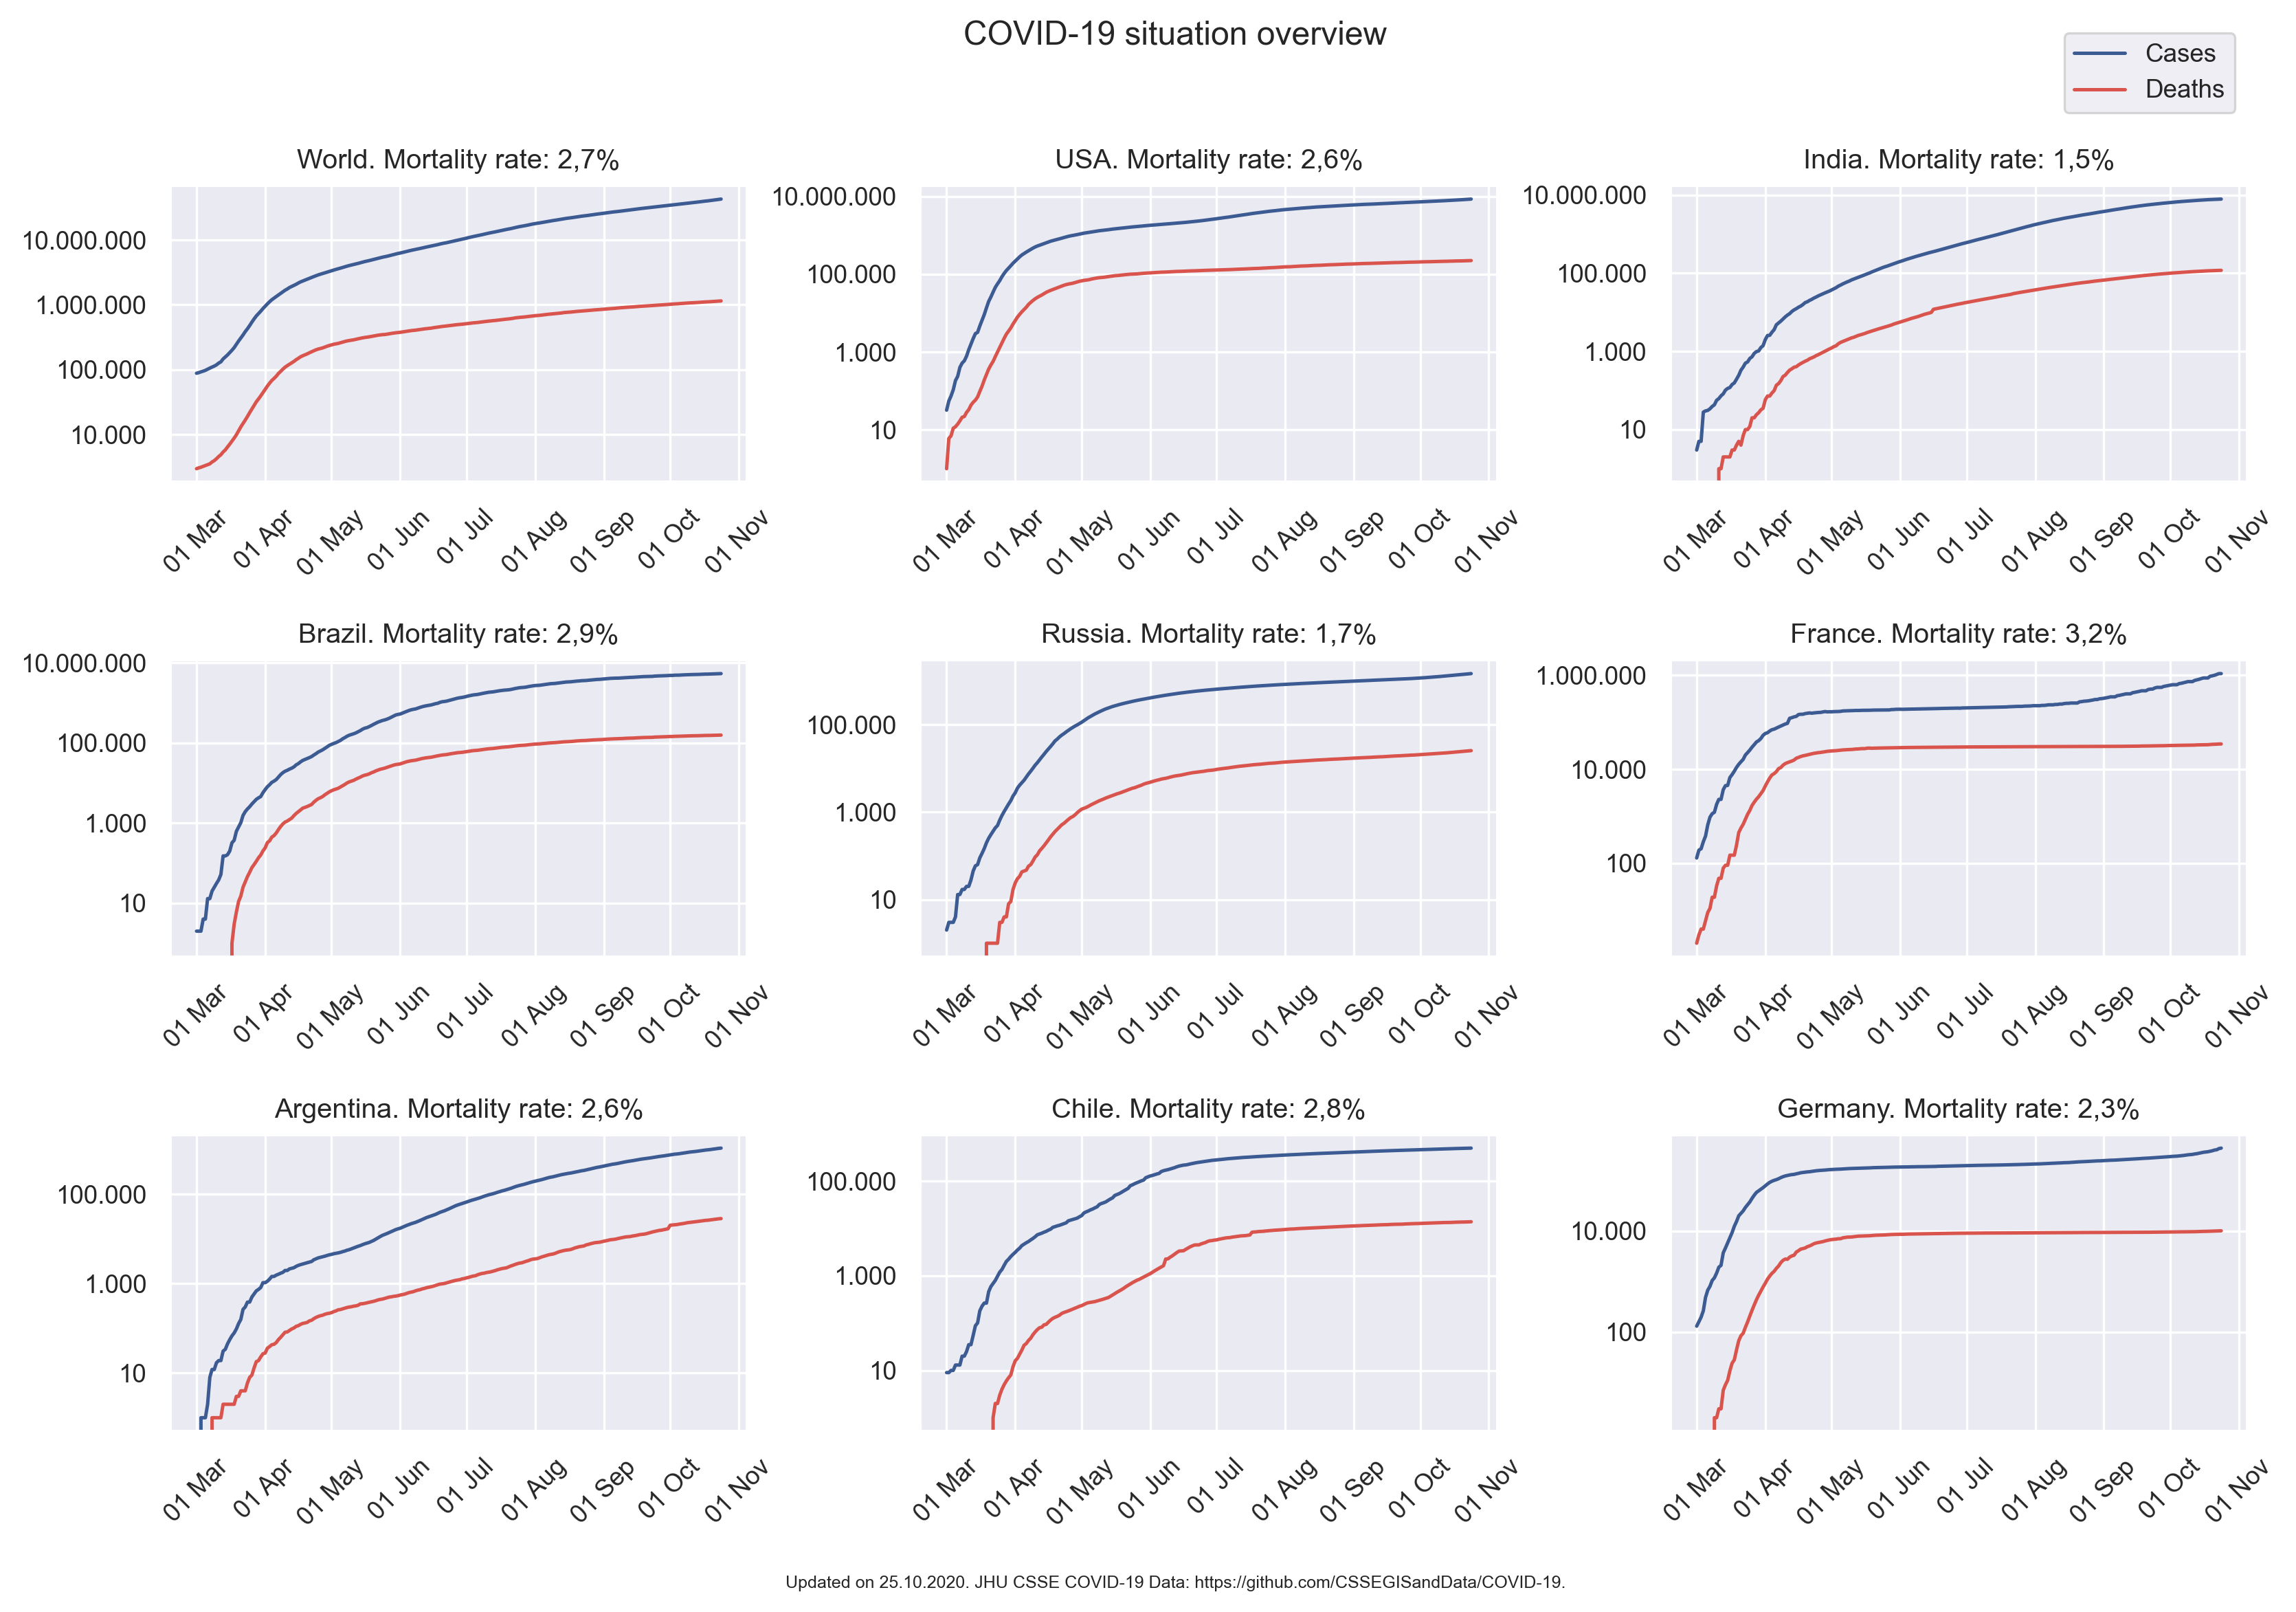 COVID-19 situation overview
Cases
Deaths
World. Mortality rate: 2,7%
10.000.000
1.000.000
100.000
10.000
01 Mar
01 Apr
01 May
01 Jun
01 Jul
01 Aug
01 Sep
01 Oct
01 Nov
USA. Mortality rate: 2,6%
10.000.000
100.000
1.000
10
01 Mar
01 Apr
01 May
01 Jun
01 Jul
01 Aug
01 Sep
01 Oct
01 Nov
India. Mortality rate: 1,5%
10.000.000
100.000
1.000
10
01 Mar
01 Apr
01 May
01 Jun
01 Jul
01 Aug
01 Sep
01 Oct
01 Nov
Brazil. Mortality rate: 2,9%
10.000.000
100.000
1.000
10
01 Mar
01 Apr
01 May
01 Jun
01 Jul
01 Aug
01 Sep
01 Oct
01 Nov
Russia. Mortality rate: 1,7%
100.000
1.000
10
01 Mar
01 Apr
01 May
01 Jun
01 Jul
01 Aug
01 Sep
01 Oct
01 Nov
France. Mortality rate: 3,2%
1.000.000
10.000
100
01 Mar
01 Apr
01 May
01 Jun
01 Jul
01 Aug
01 Sep
01 Oct
01 Nov
Argentina. Mortality rate: 2,6%
100.000
1.000
10
01 Mar
01 Apr
01 May
01 Jun
01 Jul
01 Aug
01 Sep
01 Oct
01 Nov
Chile. Mortality rate: 2,8%
100.000
1.000
10
01 Mar
01 Apr
01 May
01 Jun
01 Jul
01 Aug
01 Sep
01 Oct
01 Nov
Germany. Mortality rate: 2,3%
10.000
100
01 Mar
01 Apr
01 May
01 Jun
01 Jul
01 Aug
01 Sep
01 Oct
01 Nov
Updated on 25.10.2020. JHU CSSE COVID-19 Data: https://github.com/CSSEGISandData/COVID-19.